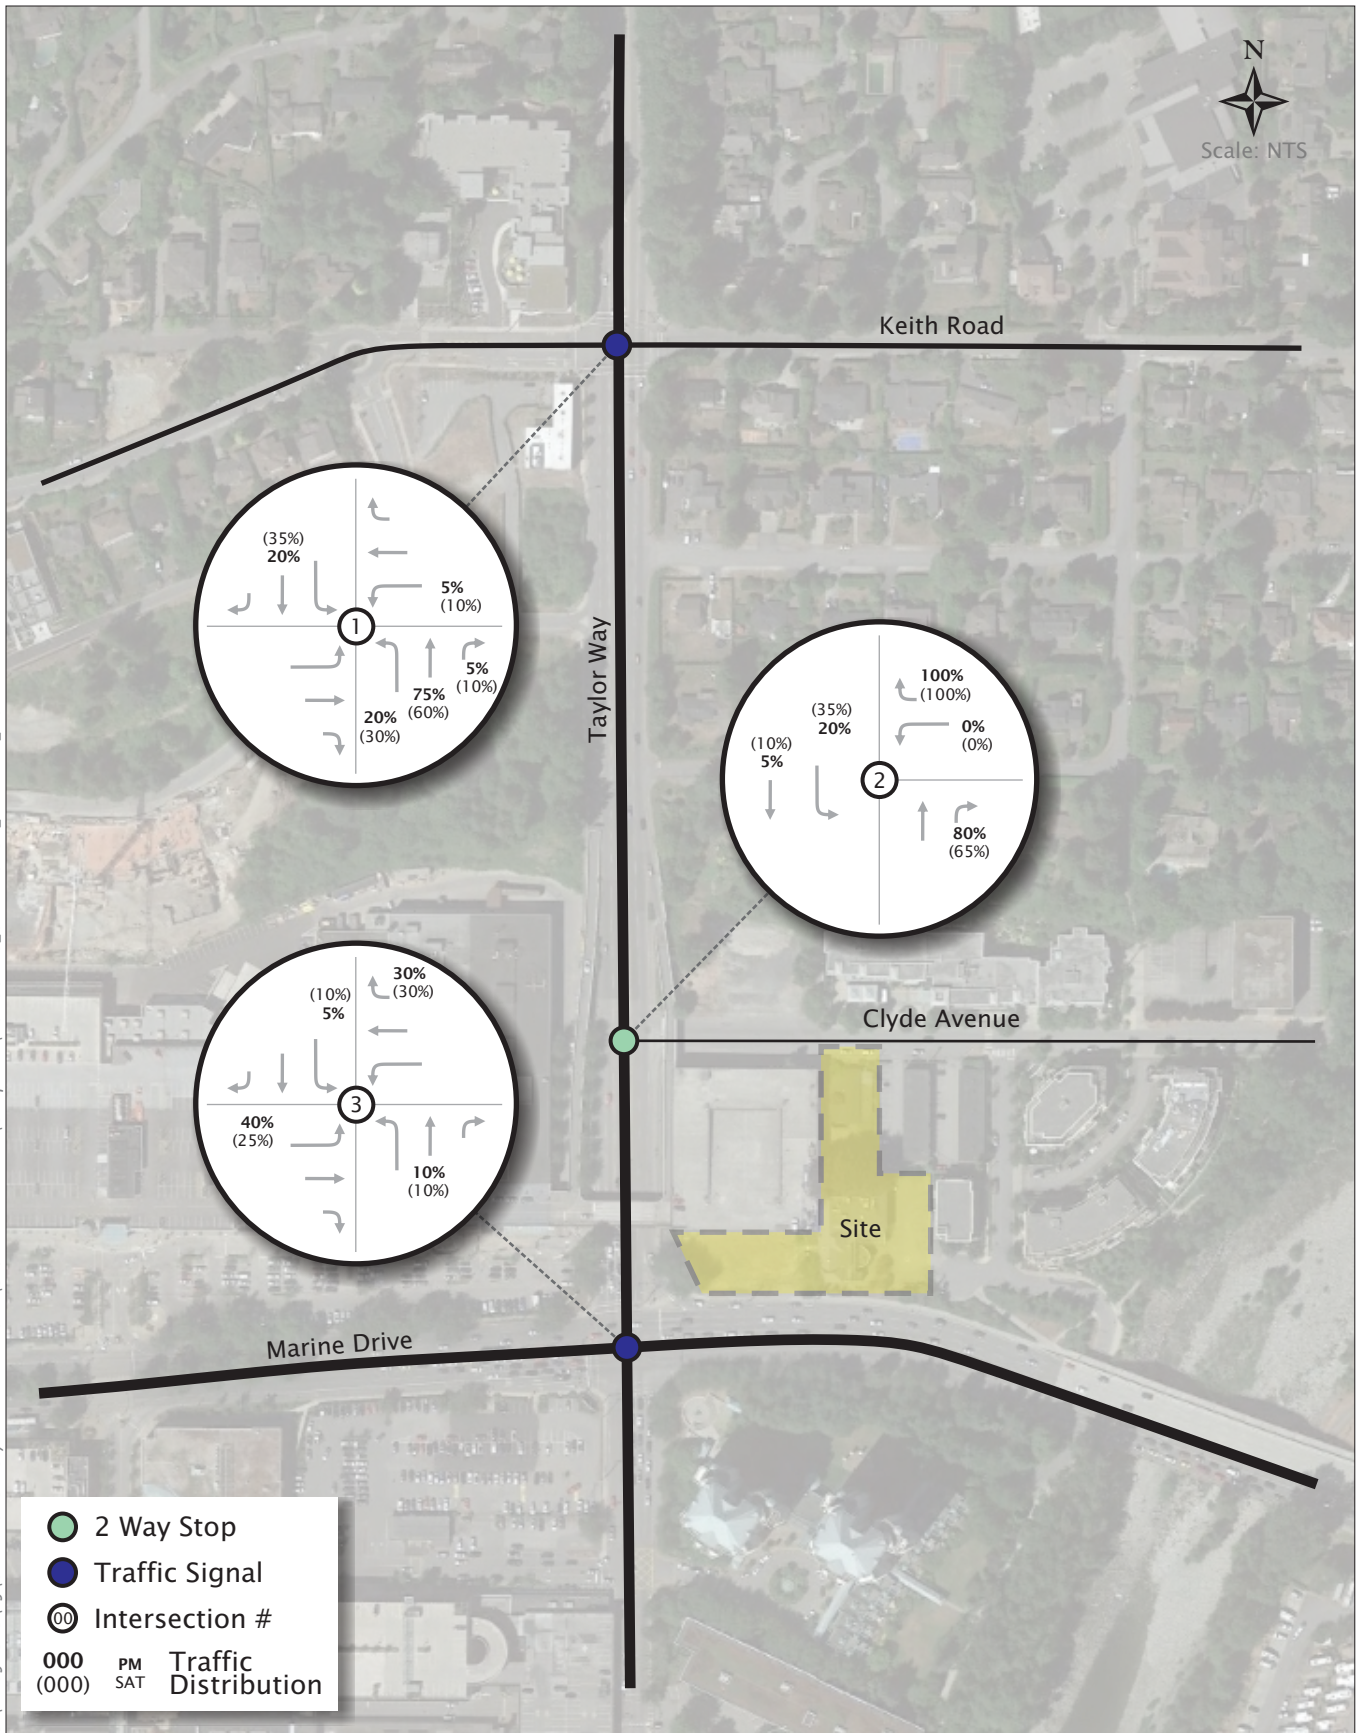 N
Scale: NTS
Keith Road
(35%)
20%
5%
(10%)
1
5%
(10%)
75%
(60%)
20%
(30%)
Taylor Way
100%
(100%)
(35%)
20%
0%
(0%)
(10%)
5%
2
80%
(65%)
30%
(30%)
(10%)
5%
Clyde Avenue
3
40%
(25%)
10%
(10%)
Site
Marine Drive
2 Way Stop
Traffic Signal
00 Intersection #
000 PM Traffic
(000) SAT Distribution